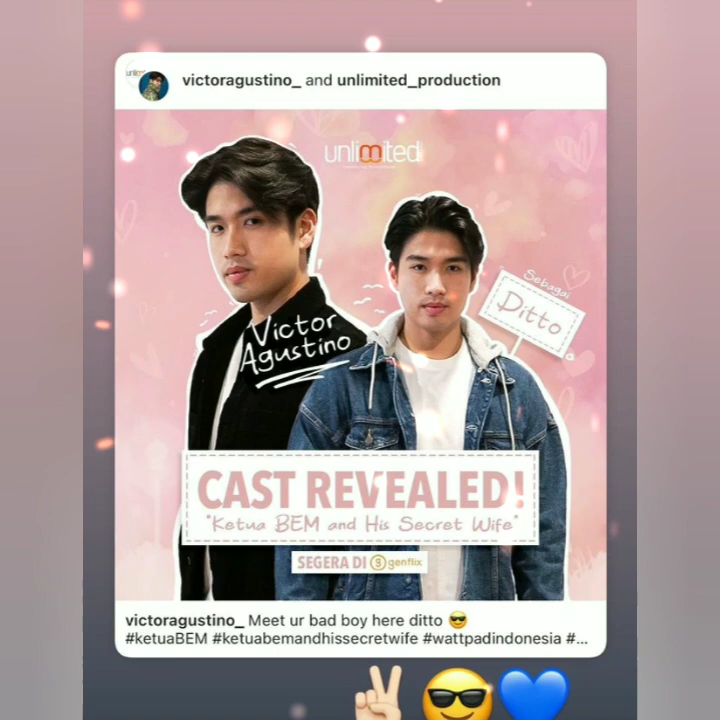 victoragustino_ and unlimited_production
unlimited
Victor
Agustino
Sebagai
Ditto
CAST REVEALED!
"Ketua BEM and His Secret Wife"
SEGERA DI genflix
victoragustino_ Meet ur bad boy here ditto 😎
#ketuaBEM #ketuabemandhissecretwife #wattpadindonesia #...